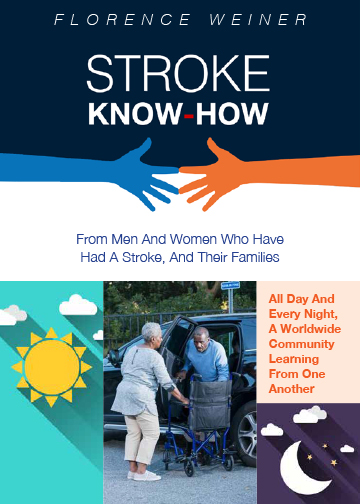 FLORENCE WEINER
STROKE
KNOW-HOW
From Men And Women Who Have
Had A Stroke, And Their Families
All Day And
Every Night,
A Worldwide
Community
Learning
From One
Another